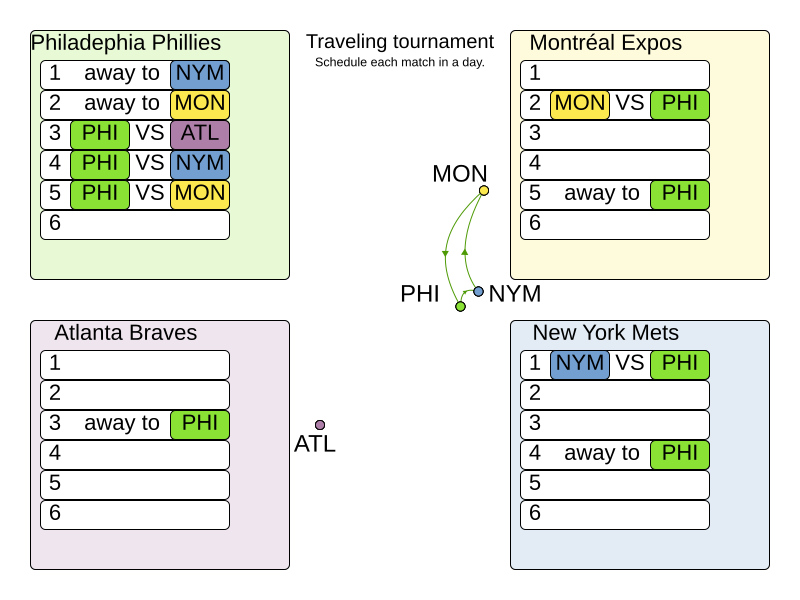 Philadephia Phillies
1 away to NYM
2 away to MON
3 PHI VS ATL
4 PHI VS NYM
5 PHI VS MON
6
Traveling tournament
Schedule each match in a day.
Montréal Expos
1
2 MON VS PHI
3
4
5 away to PHI
6
MON
PHI
NYM
Atlanta Braves
1
2
3 away to PHI
4
5
6
ATL
New York Mets
1 NYM VS PHI
2
3
4 away to PHI
5
6